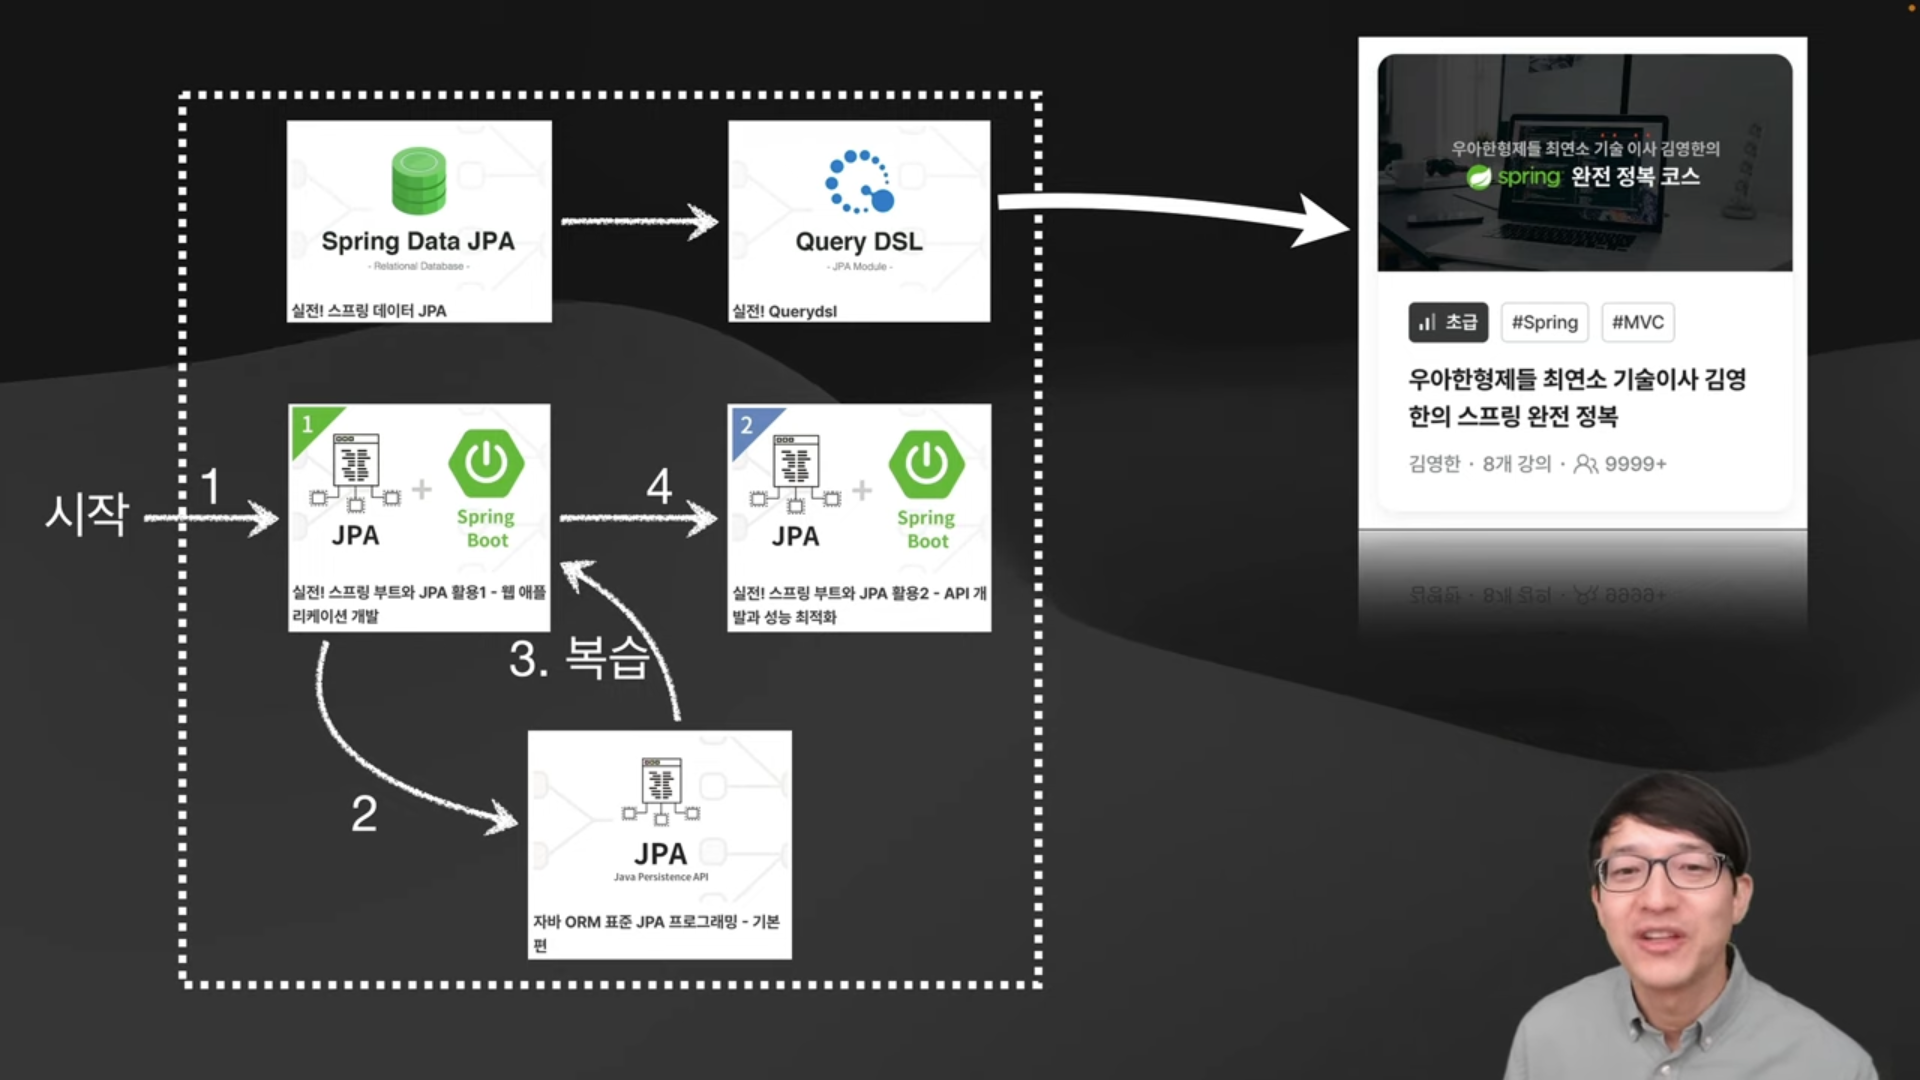 Spring Data JPA
- Relational Database -
실전! 스프링 데이터 JPA
Query DSL
- JPA Module -
실전! Querydsl
우아한형제들 최연소 기술 이사 김영한의
spring 완전 정복 코스
초급
#Spring
#MVC
우아한형제들 최연소 기술이사 김영
한의 스프링 완전 정복
김영한 · 8개 강의 · 9999+
시작
1
1
JPA
+
Spring
Boot
실전! 스프링 부트와 JPA 활용1 - 웹 애플
리케이션 개발
4
2
JPA
+
Spring
Boot
실전! 스프링 부트와 JPA 활용2 - API 개
발과 성능 최적화
2
3. 복습
JPA
Java Persistence API
자바 ORM 표준 JPA 프로그래밍 - 기본
편